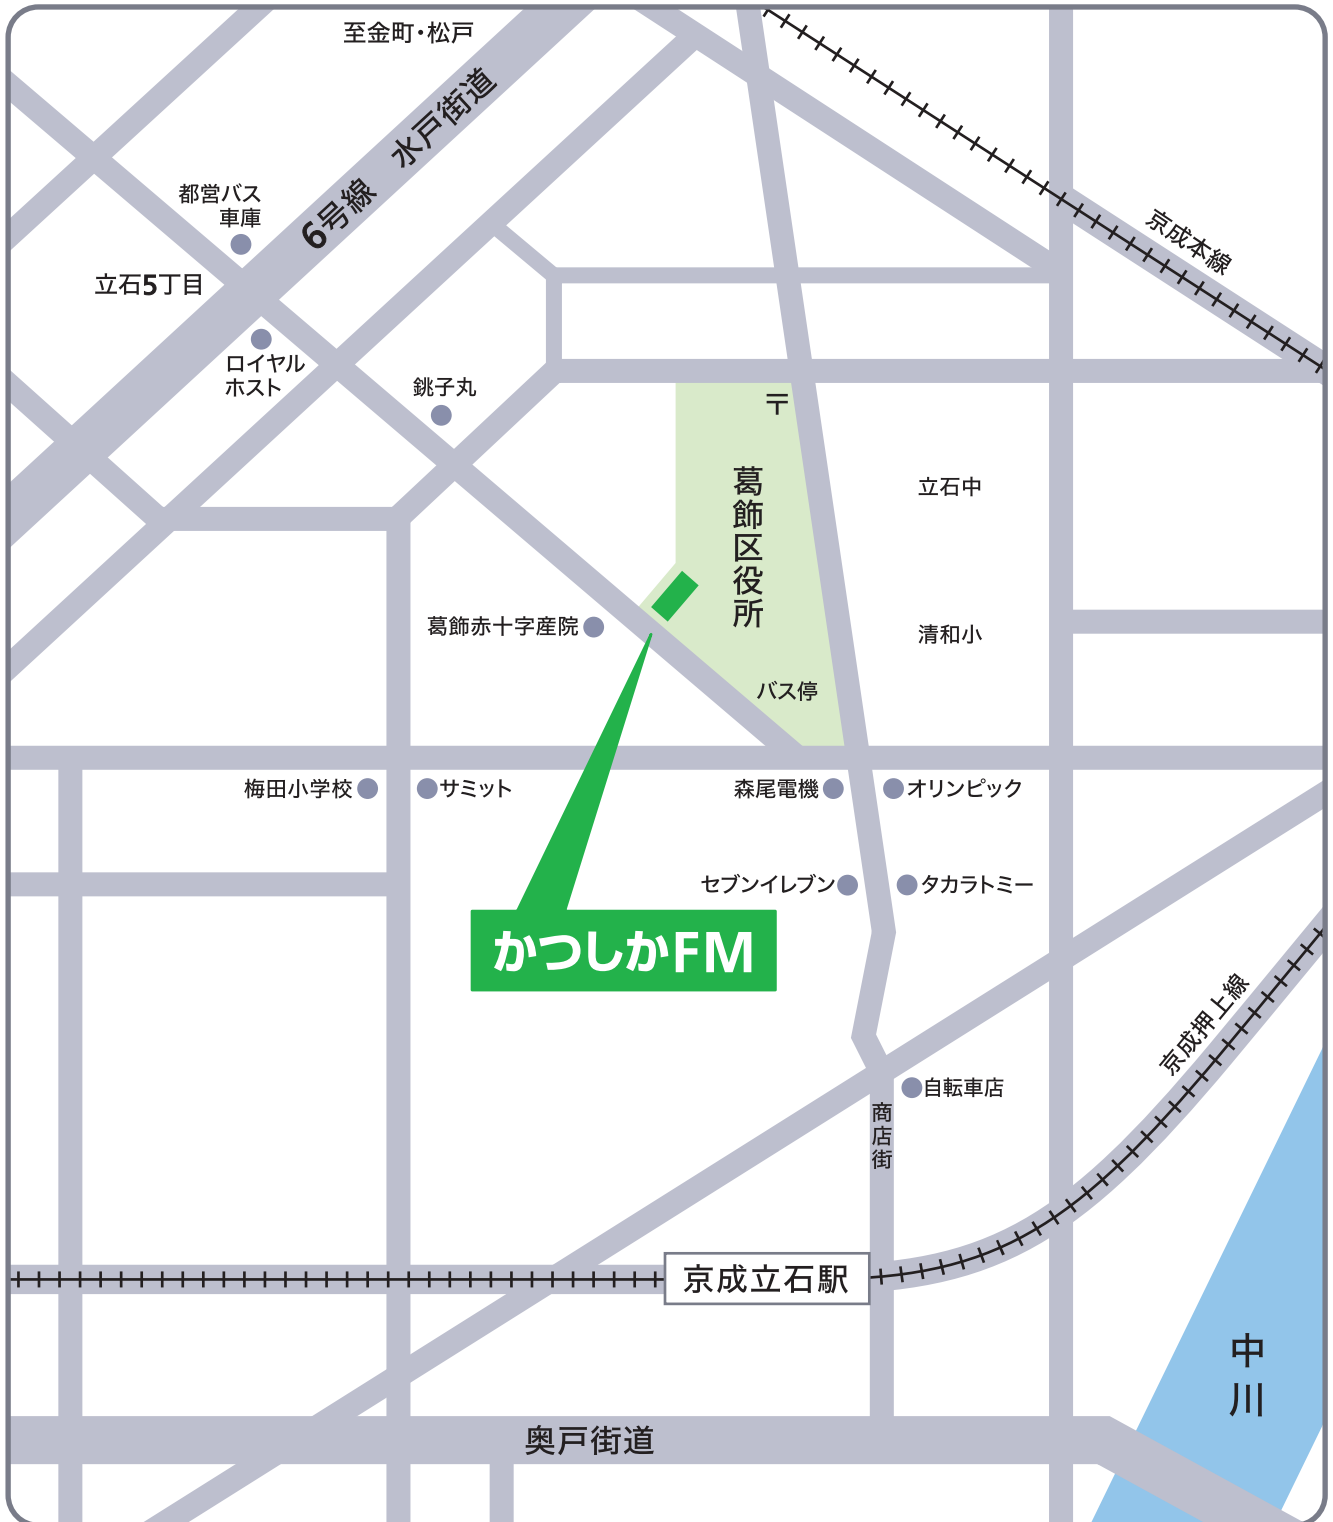 至金町・松戸
6号線　水戸街道
都営バス
車庫
立石5丁目
ロイヤル
ホスト
京成本線
銚子丸
〒
葛飾区役所
立石中
葛飾赤十字産院
清和小
バス停
梅田小学校
サミット
森尾電機
オリンピック
セブンイレブン
タカラトミー
かつしかFM
京成押上線
自転車店
商店街
京成立石駅
中川
奥戸街道